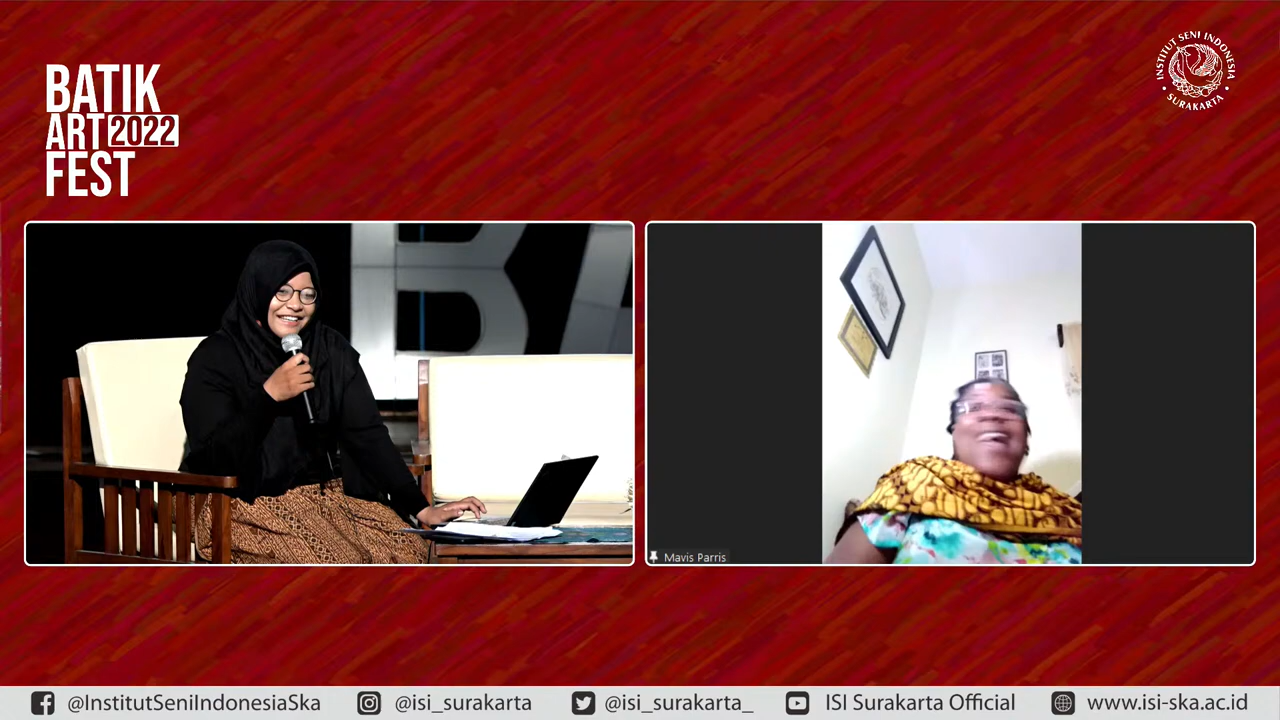 BATIK
ART 2022
FEST
INSTITUT SENI INDONESIA
• SURAKARTA •
BA
Mavis Parris
@InstitutSeniIndonesiaSka
@isi_surakarta
@isi_surakarta_
ISI Surakarta Official
www.isi-ska.ac.id